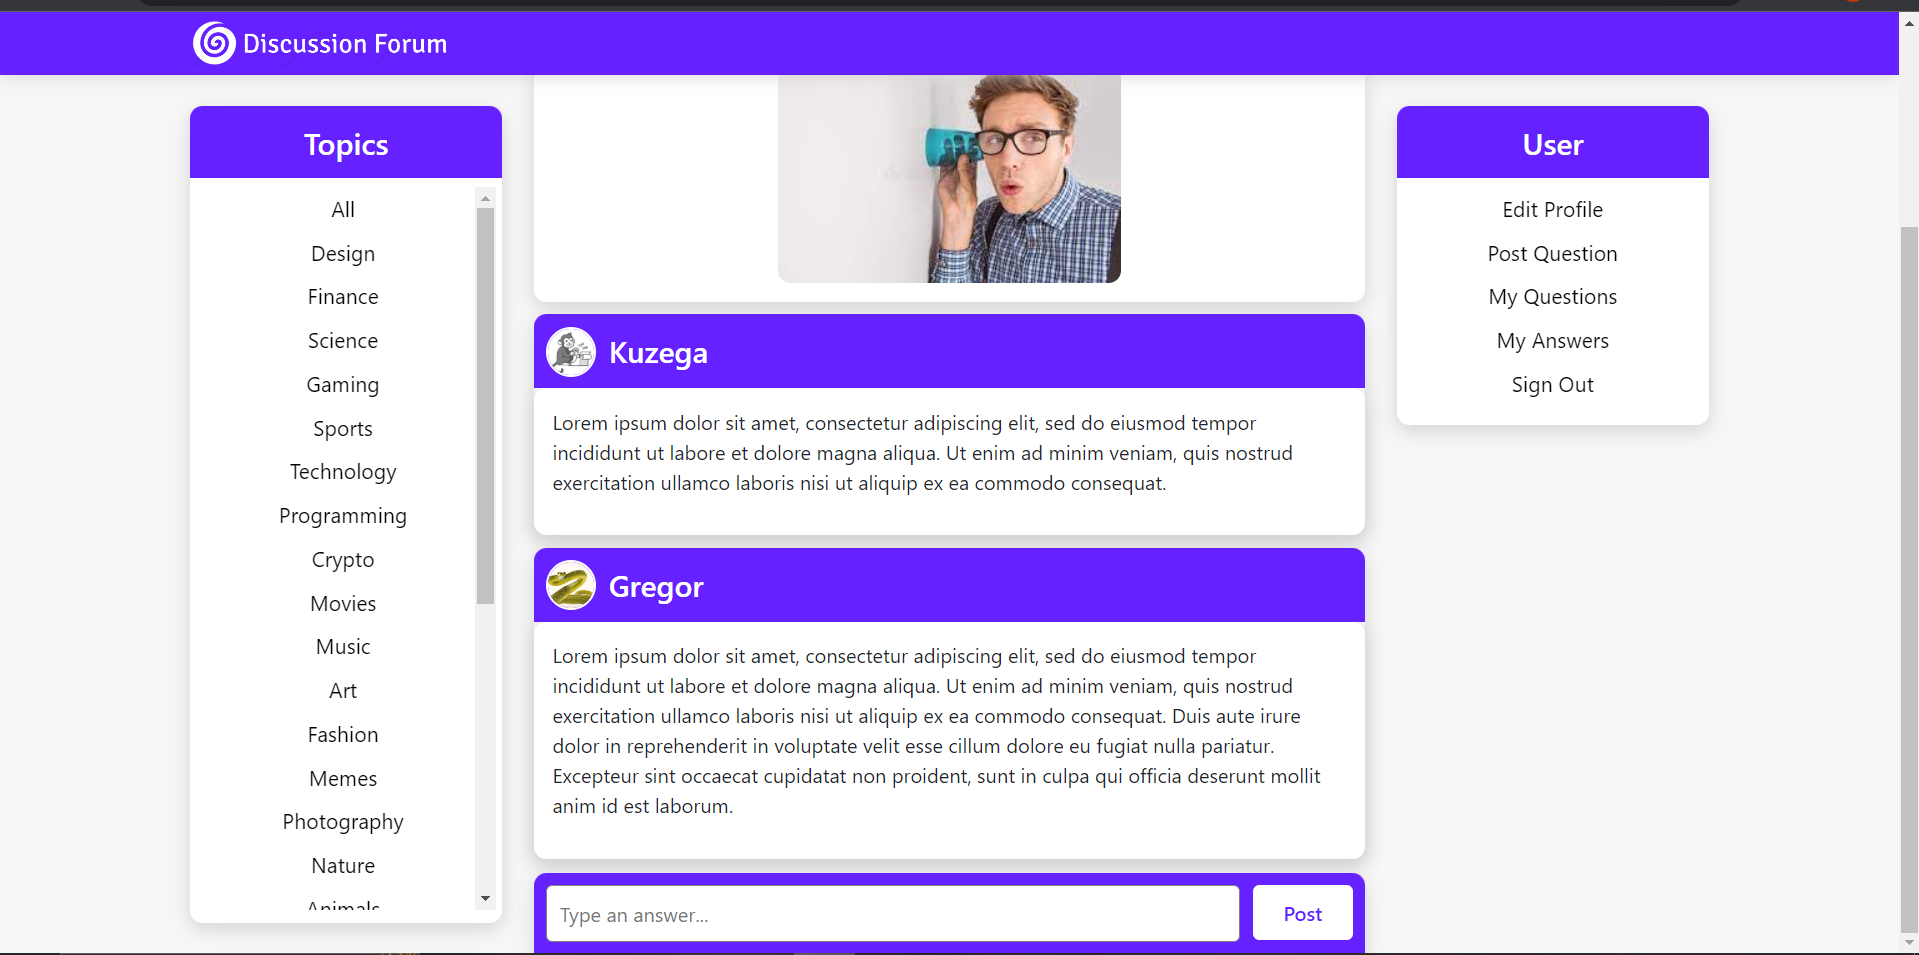 Discussion Forum
Topics
All
Design
Finance
Science
Gaming
Sports
Technology
Programming
Crypto
Movies
Music
Art
Fashion
Memes
Photography
Nature
Animals
Kuzega
Lorem ipsum dolor sit amet, consectetur adipiscing elit, sed do eiusmod tempor
incididunt ut labore et dolore magna aliqua. Ut enim ad minim veniam, quis nostrud
exercitation ullamco laboris nisi ut aliquip ex ea commodo consequat.
Gregor
Lorem ipsum dolor sit amet, consectetur adipiscing elit, sed do eiusmod tempor
incididunt ut labore et dolore magna aliqua. Ut enim ad minim veniam, quis nostrud
exercitation ullamco laboris nisi ut aliquip ex ea commodo consequat. Duis aute irure
dolor in reprehenderit in voluptate velit esse cillum dolore eu fugiat nulla pariatur.
Excepteur sint occaecat cupidatat non proident, sunt in culpa qui officia deserunt mollit
anim id est laborum.
Type an answer...
Post
User
Edit Profile
Post Question
My Questions
My Answers
Sign Out